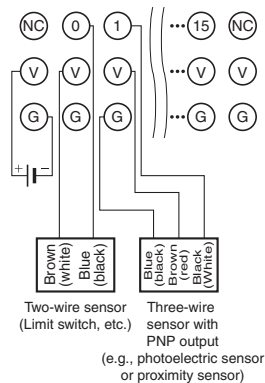 NC 0 1 ••• 15 NC
V V V ••• V V
G G G ••• G G
+ −
Brown
(white)
Blue
(black)
Blue
(black)
Brown
(red)
Black
(White)
Two-wire sensor
(Limit switch, etc.)
Three-wire
sensor with
PNP output
(e.g., photoelectric sensor
or proximity sensor)